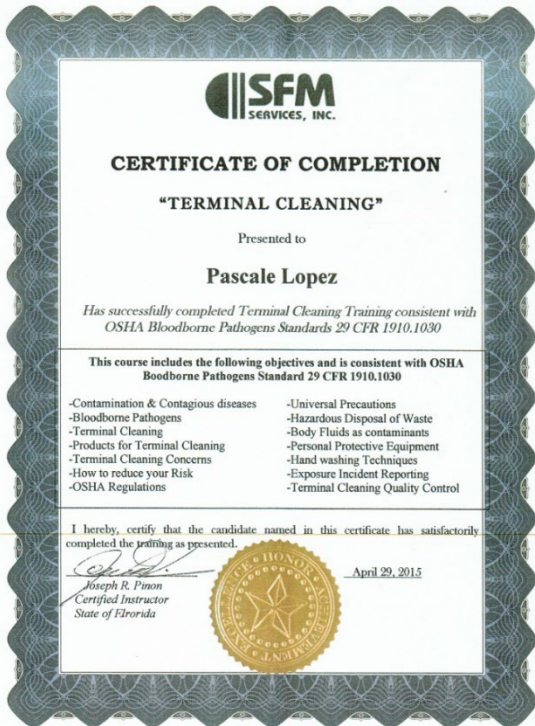 SFM
SERVICES, INC.
CERTIFICATE OF COMPLETION
"TERMINAL CLEANING"
Presented to
Pascale Lopez
Has successfully completed Terminal Cleaning Training consistent with
OSHA Bloodborne Pathogens Standards 29 CFR 1910.1030
This course includes the following objectives and is consistent with OSHA
Boodborne Pathogens Standard 29 CFR 1910.1030
-Contamination & Contagious diseases
-Bloodborne Pathogens
-Terminal Cleaning
-Products for Terminal Cleaning
-Terminal Cleaning Concerns
-How to reduce your Risk
-OSHA Regulations
-Universal Precautions
-Hazardous Disposal of Waste
-Body Fluids as contaminants
-Personal Protective Equipment
-Hand washing Techniques
-Exposure Incident Reporting
-Terminal Cleaning Quality Control
I hereby, certify that the candidate named in this certificate has satisfactorily
completed the training as presented.
Joseph R. Pinon
Certified Instructor
State of Elrorida
April 29, 2015
HONOR